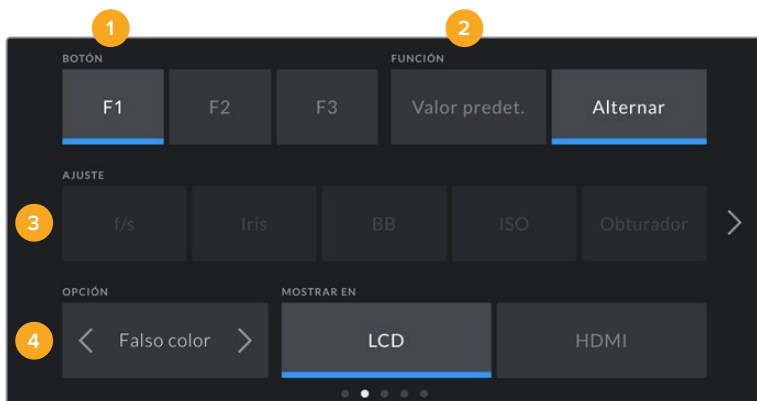 1 2
BOTÓN FUNCIÓN
F1 F2 F3 Valor predet. Alternar
AJUSTE
3 f/s Iris BB ISO Obturador
OPCIÓN MOSTRAR EN
4 Falso color LCD HDMI